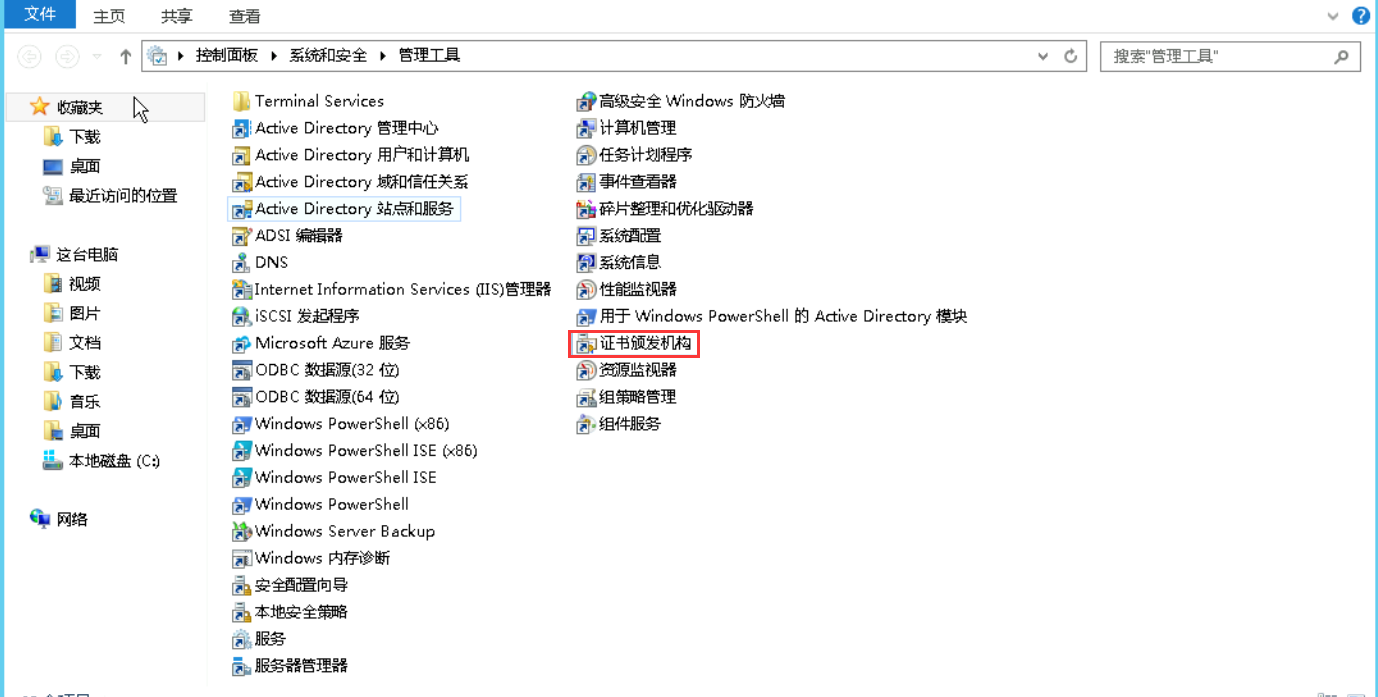 文件 主页 共享 查看
控制面板 系统和安全 管理工具
搜索"管理工具"
收藏夹
下载
桌面
最近访问的位置
这台电脑
视频
图片
文档
下载
音乐
桌面
本地磁盘 (C:)
网络
Terminal Services
Active Directory 管理中心
Active Directory 用户和计算机
Active Directory 域和信任关系
Active Directory 站点和服务
ADSI 编辑器
DNS
Internet Information Services (IIS)管理器
iSCSI 发起程序
Microsoft Azure 服务
ODBC 数据源(32 位)
ODBC 数据源(64 位)
Windows PowerShell (x86)
Windows PowerShell ISE (x86)
Windows PowerShell ISE
Windows PowerShell
Windows Server Backup
Windows 内存诊断
安全配置向导
本地安全策略
服务
服务器管理器
高级安全 Windows 防火墙
计算机管理
任务计划程序
事件查看器
碎片整理和优化驱动器
系统配置
系统信息
性能监视器
用于 Windows PowerShell 的 Active Directory 模块
证书颁发机构
资源监视器
组策略管理
组件服务